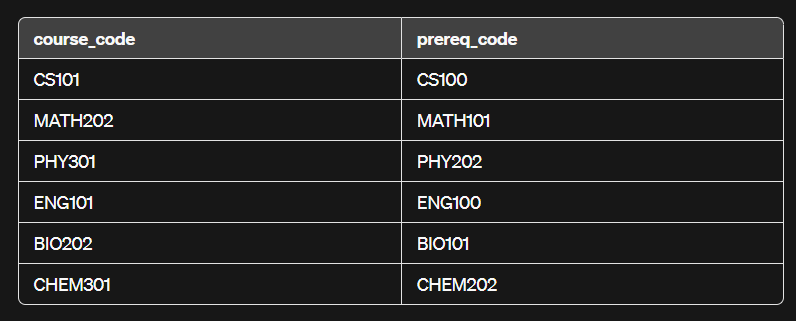 course_code prereq_code
CS101 CS100
MATH202 MATH101
PHY301 PHY202
ENG101 ENG100
BIO202 BIO101
CHEM301 CHEM202